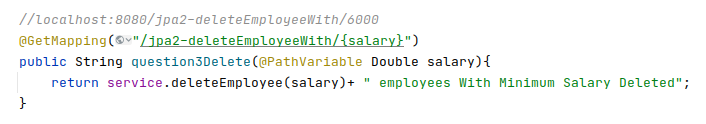 //localhost:8080/jpa2-deleteEmployeeWith/6000
@GetMapping("/jpa2-deleteEmployeeWith/{salary}")
public String question3Delete(@PathVariable Double salary){
    return service.deleteEmployee(salary)+ " employees With Minimum Salary Deleted";
}